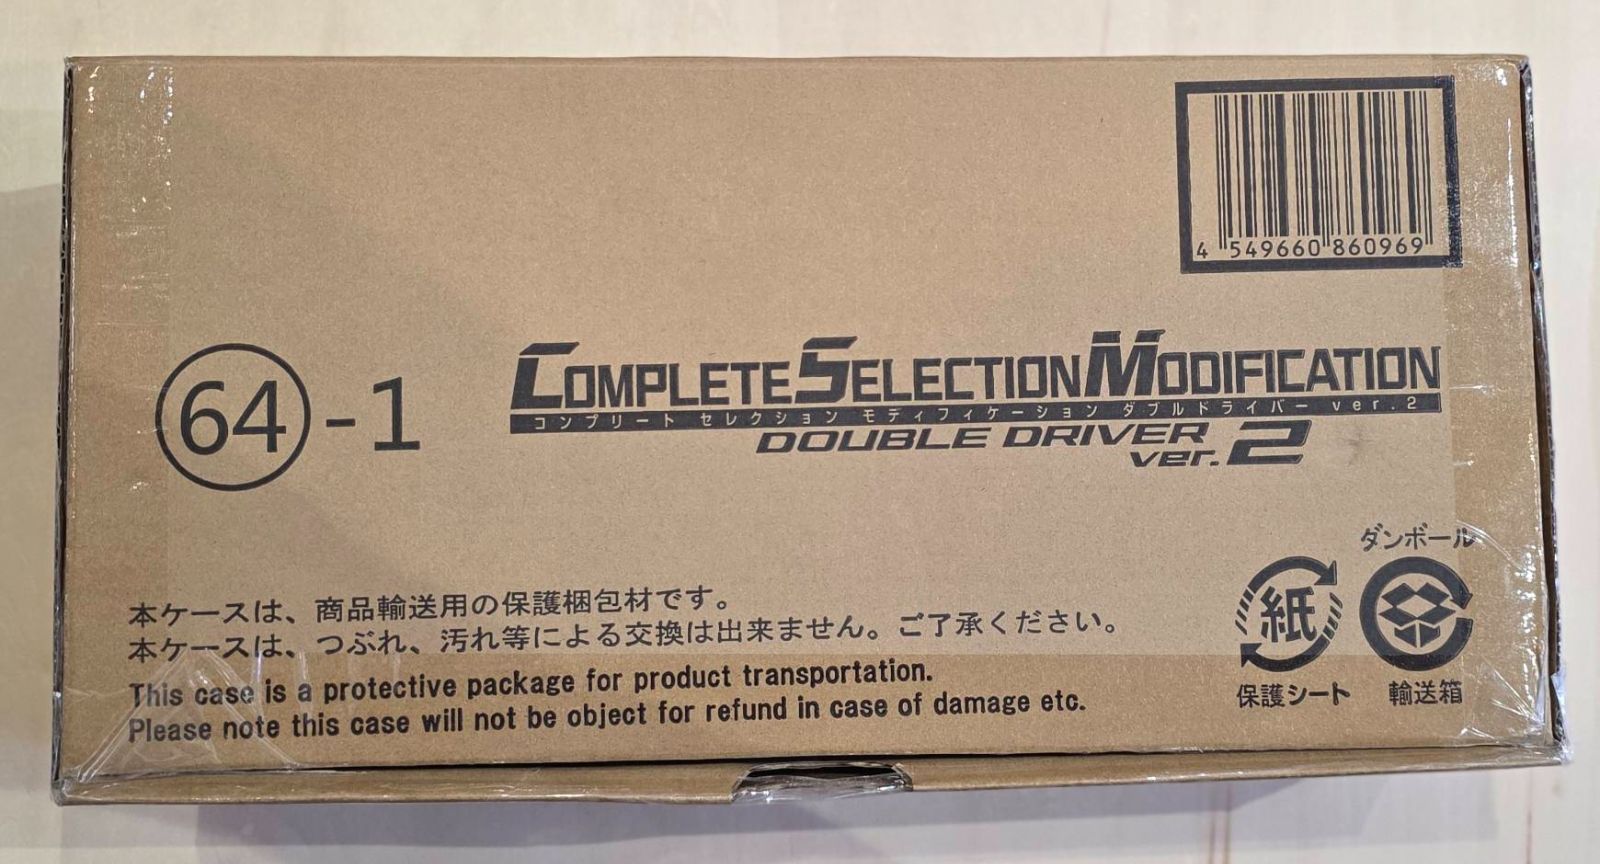 4 549660 860969
64-1
COMPLETE SELECTION MODIFICATION
コンプリート セレクション モディフィケーション ダブルドライバー ver.2
DOUBLE DRIVER
ver.2
ダンボール
紙
保護シート
輸送箱
本ケースは、商品輸送用の保護梱包材です。
本ケースは、つぶれ、汚れ等による交換は出来ません。ご了承ください。
This case is a protective package for product transportation.
Please note this case will not be object for refund in case of damage etc.